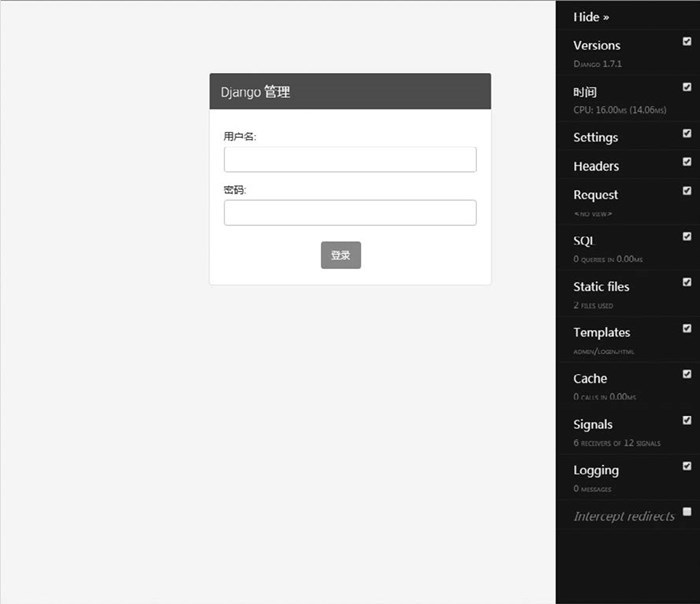 Django 管理
用户名:
密码:
登录
Hide »
Versions
Django 1.7.1
时间
CPU: 16.00ms (14.06ms)
Settings
Headers
Request
<no view>
SQL
0 queries in 0.00ms
Static files
2 files used
Templates
admin/login.html
Cache
0 calls in 0.00ms
Signals
6 receivers of 12 signals
Logging
0 messages
Intercept redirects